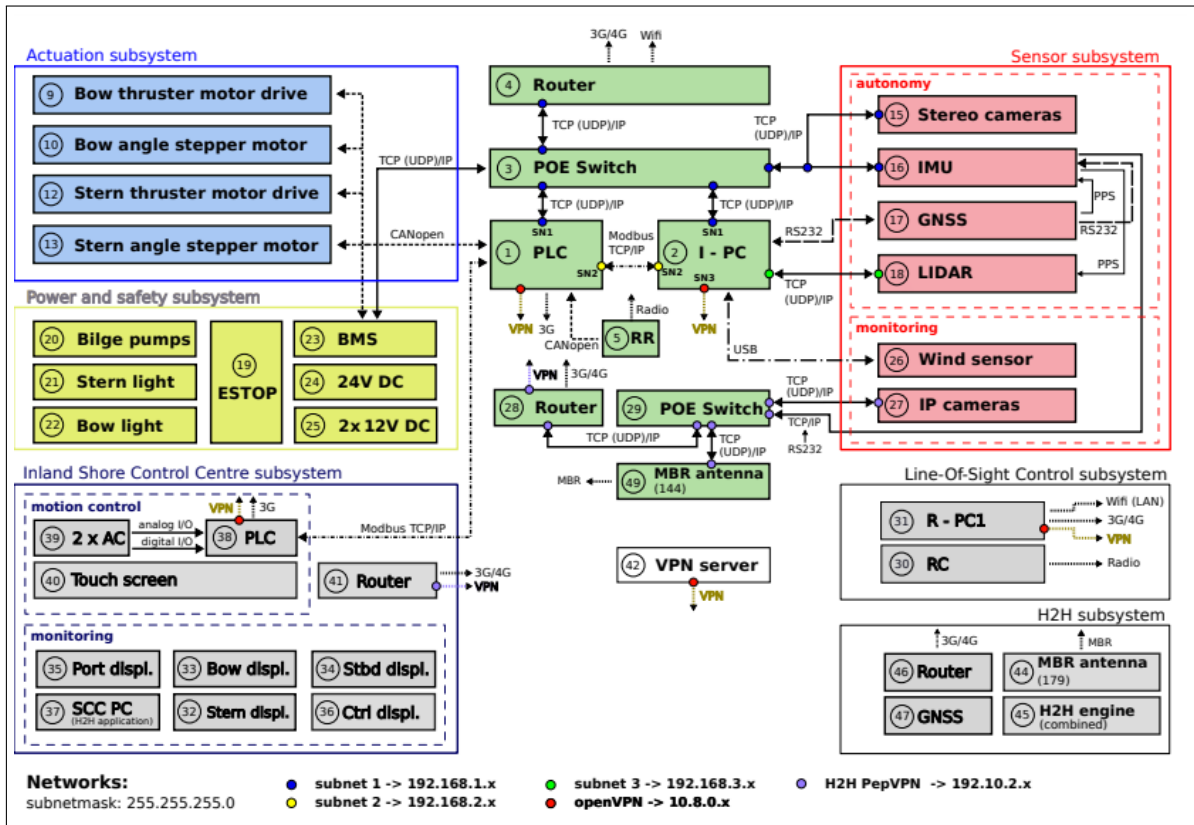 3G/4G
Wifi
Actuation subsystem
Sensor subsystem
9 Bow thruster motor drive
10 Bow angle stepper motor
12 Stern thruster motor drive
13 Stern angle stepper motor
4 Router
TCP (UDP)/IP
TCP (UDP)/IP
3 POE Switch
TCP (UDP)/IP
TCP (UDP)/IP
TCP
(UDP)/IP
autonomy
15 Stereo cameras
16 IMU
PPS
17 GNSS
RS232
18 LIDAR
PPS
CANopen
SN1
1 PLC
SN2
Modbus
TCP/IP
SN1
2 I - PC
SN2
SN3
RS232
TCP
(UDP)/IP
VPN
3G
CANopen
Radio
5 RR
VPN
USB
Power and safety subsystem
20 Bilge pumps
21 Stern light
22 Bow light
19
ESTOP
23 BMS
24 24V DC
25 2x 12V DC
monitoring
26 Wind sensor
27 IP cameras
VPN
3G/4G
28 Router
29 POE Switch
TCP
(UDP)/IP
TCP/IP
RS232
TCP (UDP)/IP
TCP
(UDP)/IP
MBR
49 MBR antenna
(144)
Inland Shore Control Centre subsystem
motion control
VPN
3G
39 2 x AC
analog I/O
digital I/O
38 PLC
Modbus TCP/IP
40 Touch screen
41 Router
3G/4G
VPN
monitoring
35 Port displ.
33 Bow displ.
34 Stbd displ.
37 SCC PC
(H2H application)
32 Stern displ.
36 Ctrl displ.
42 VPN server
VPN
Line-Of-Sight Control subsystem
31 R - PC1
Wifi (LAN)
3G/4G
VPN
30 RC
Radio
H2H subsystem
3G/4G
MBR
46 Router
44 MBR antenna
(179)
47 GNSS
45 H2H engine
(combined)
Networks:
subnetmask: 255.255.255.0
subnet 1 -> 192.168.1.x
subnet 2 -> 192.168.2.x
subnet 3 -> 192.168.3.x
openVPN -> 10.8.0.x
H2H PepVPN -> 192.10.2.x